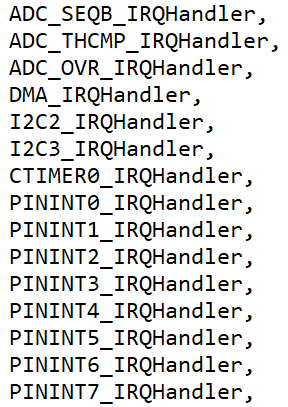 ADC_SEQB_IRQHandler,
ADC_THCMP_IRQHandler,
ADC_OVR_IRQHandler,
DMA_IRQHandler,
I2C2_IRQHandler,
I2C3_IRQHandler,
CTIMER0_IRQHandler,
PININT0_IRQHandler,
PININT1_IRQHandler,
PININT2_IRQHandler,
PININT3_IRQHandler,
PININT4_IRQHandler,
PININT5_IRQHandler,
PININT6_IRQHandler,
PININT7_IRQHandler,